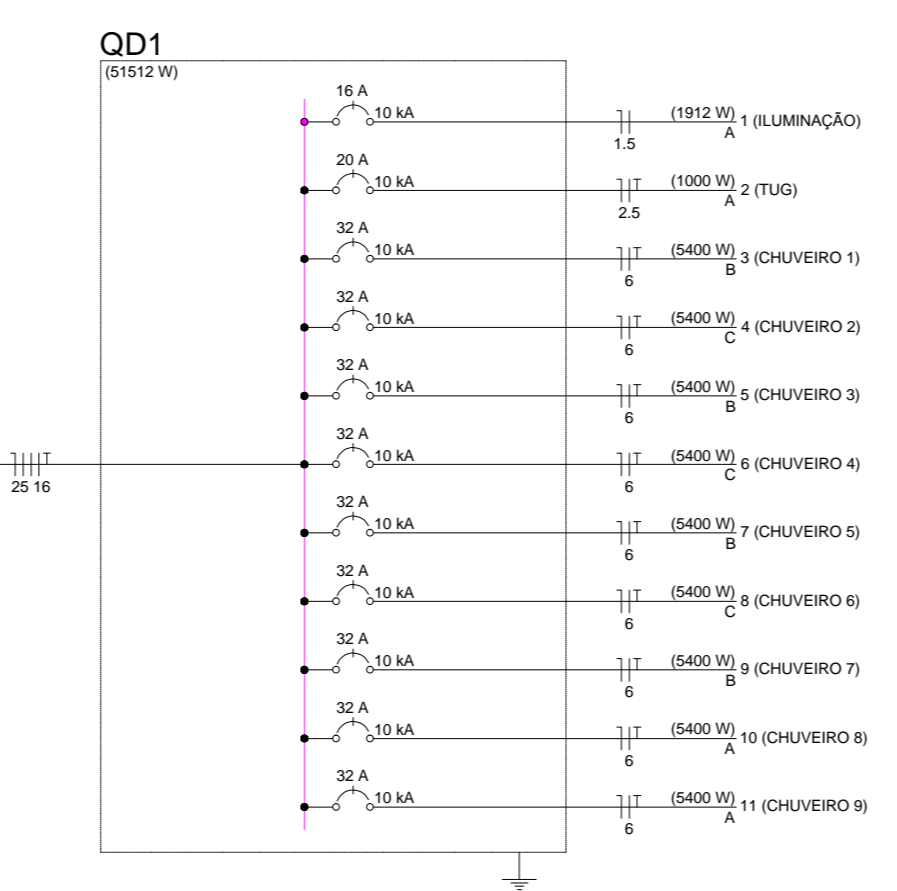 QD1
(51512 W)
16 A
10 kA
(1912 W)
1 (ILUMINAÇÃO)
A
1.5
20 A
10 kA
(1000 W)
2 (TUG)
A
2.5
32 A
10 kA
(5400 W)
3 (CHUVEIRO 1)
B
6
32 A
10 kA
(5400 W)
4 (CHUVEIRO 2)
C
6
32 A
10 kA
(5400 W)
5 (CHUVEIRO 3)
B
6
32 A
10 kA
(5400 W)
6 (CHUVEIRO 4)
C
6
25 16
32 A
10 kA
(5400 W)
7 (CHUVEIRO 5)
B
6
32 A
10 kA
(5400 W)
8 (CHUVEIRO 6)
C
6
32 A
10 kA
(5400 W)
9 (CHUVEIRO 7)
B
6
32 A
10 kA
(5400 W)
10 (CHUVEIRO 8)
A
6
32 A
10 kA
(5400 W)
11 (CHUVEIRO 9)
A
6